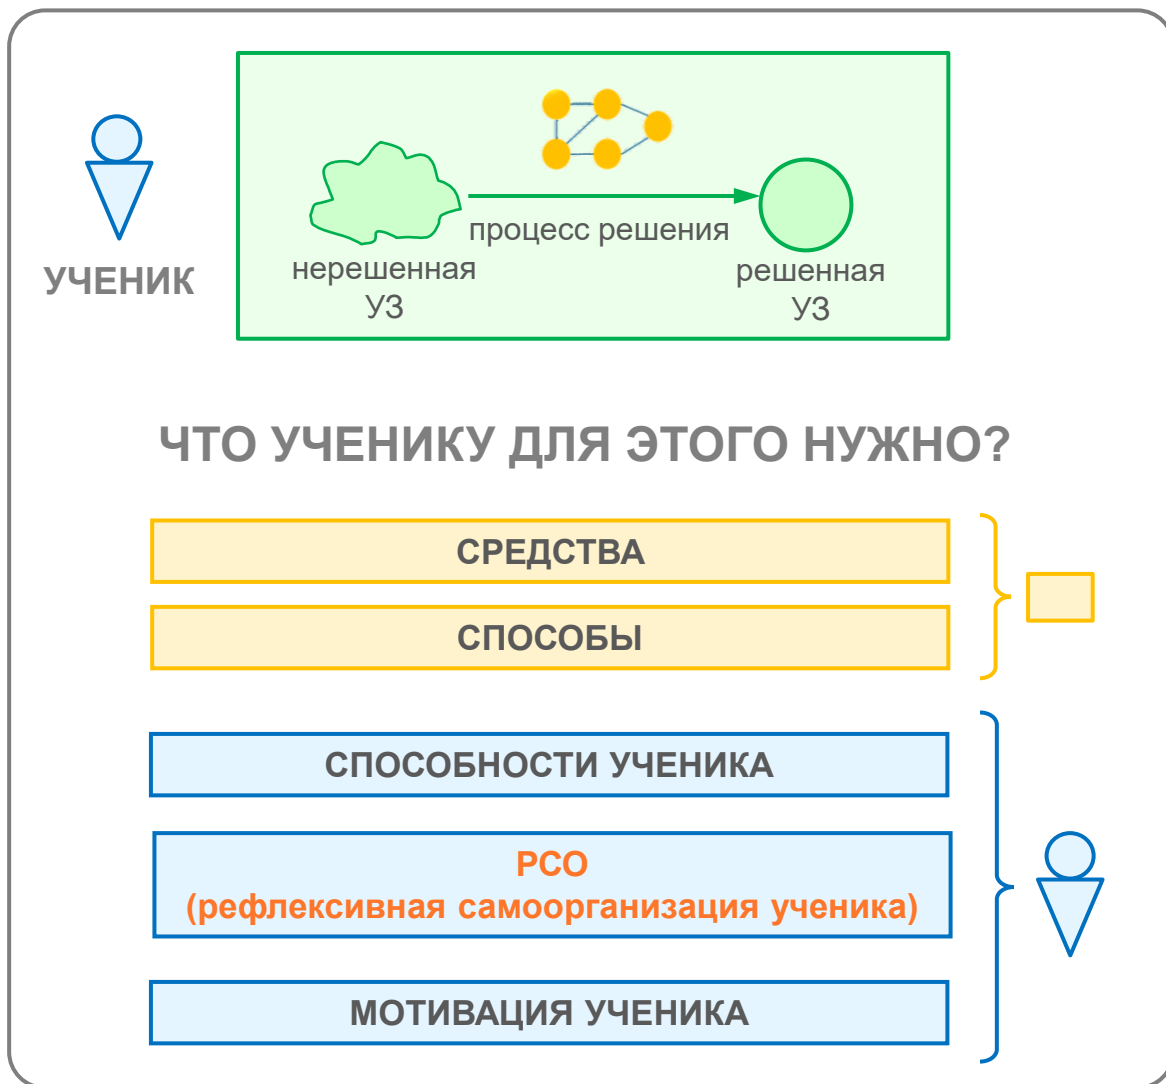 УЧЕНИК
процесс решения
нерешенная
УЗ
решенная
УЗ
ЧТО УЧЕНИКУ ДЛЯ ЭТОГО НУЖНО?
СРЕДСТВА
СПОСОБЫ
СПОСОБНОСТИ УЧЕНИКА
РСО
(рефлексивная самоорганизация ученика)
МОТИВАЦИЯ УЧЕНИКА